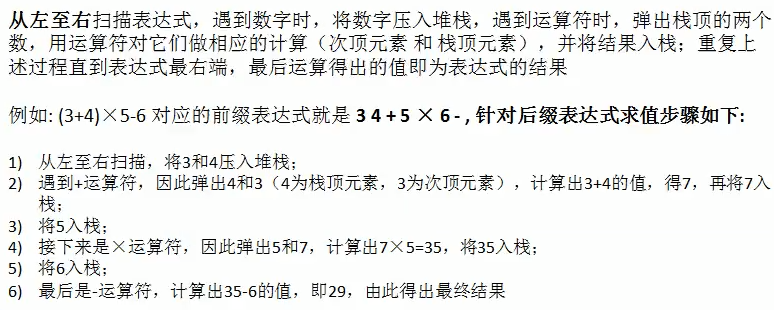 从左至右扫描表达式，遇到数字时，将数字压入堆栈，遇到运算符时，弹出栈顶的两个
数，用运算符对它们做相应的计算（次顶元素 和 栈顶元素），并将结果入栈；重复上
述过程直到表达式最右端，最后运算得出的值即为表达式的结果
例如: (3+4)×5-6 对应的前缀表达式就是 3 4 + 5 × 6 - , 针对后缀表达式求值步骤如下:
1) 从左至右扫描，将3和4压入堆栈；
2) 遇到+运算符，因此弹出4和3（4为栈顶元素，3为次顶元素），计算出3+4的值，得7，再将7入
栈；
3) 将5入栈；
4) 接下来是×运算符，因此弹出5和7，计算出7×5=35，将35入栈；
5) 将6入栈；
6) 最后是-运算符，计算出35-6的值，即29，由此得出最终结果